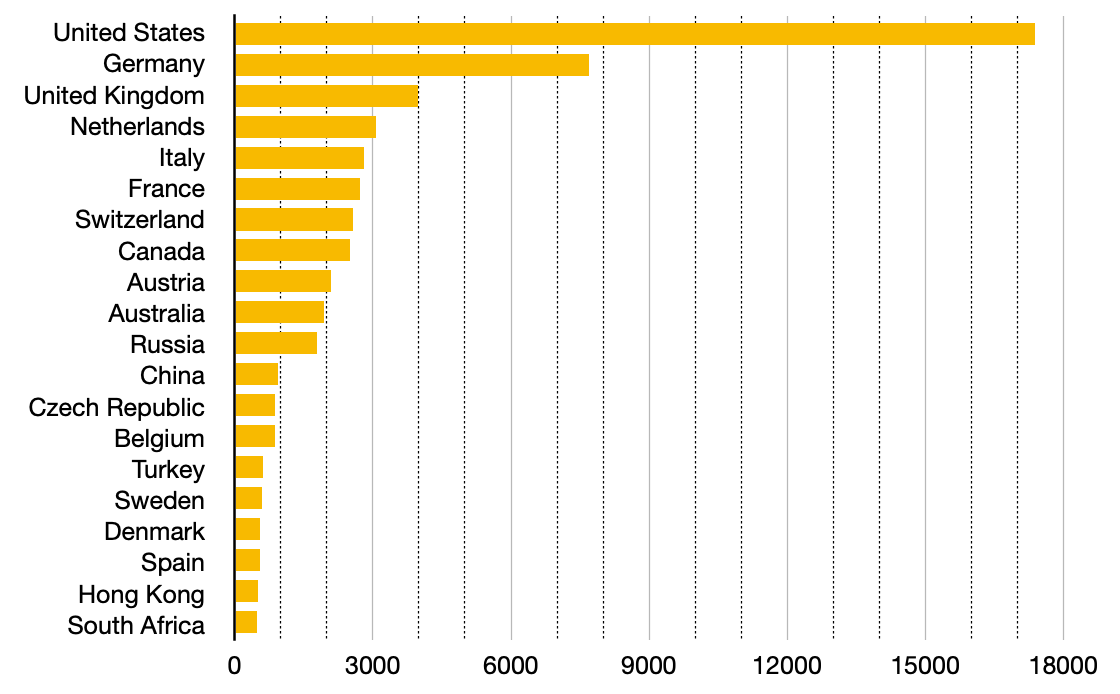 United States
Germany
United Kingdom
Netherlands
Italy
France
Switzerland
Canada
Austria
Australia
Russia
China
Czech Republic
Belgium
Turkey
Sweden
Denmark
Spain
Hong Kong
South Africa
0 3000 6000 9000 12000 15000 18000